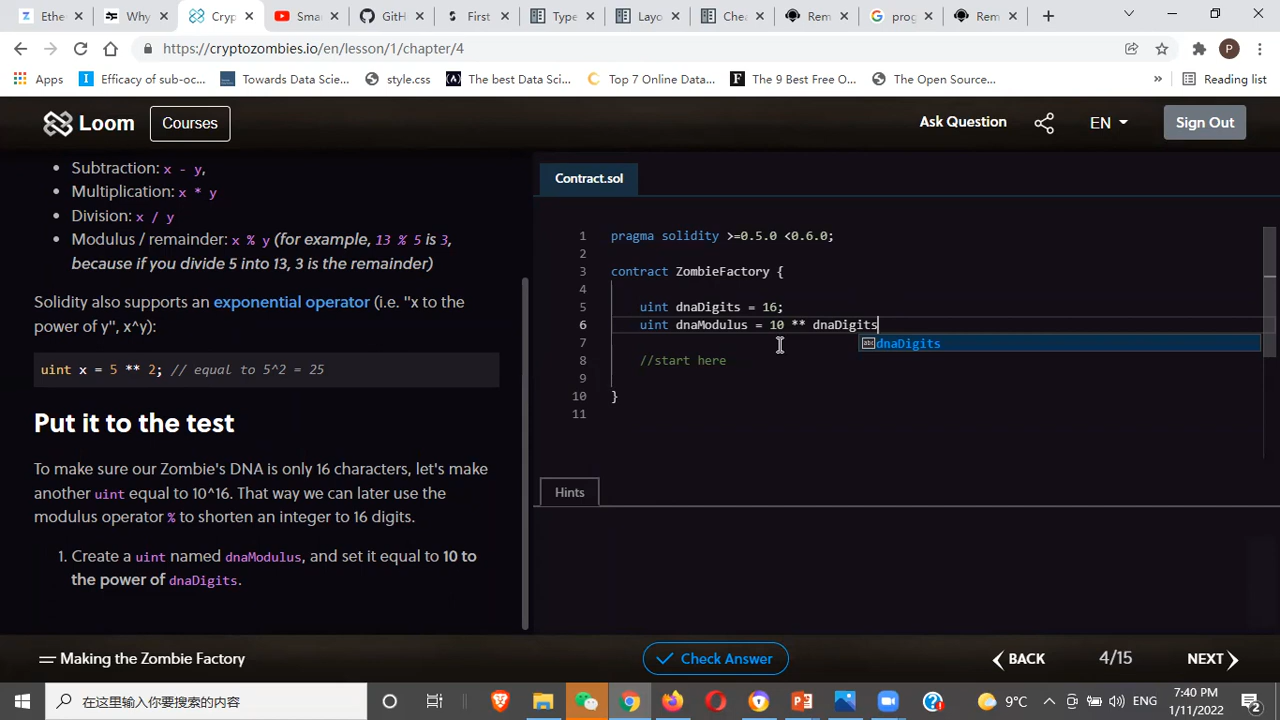 Ethe
Why
Cryp
Sma
GitH
First
Type
Layo
Chea
Rem
prog
Rem
https://cryptozombies.io/en/lesson/1/chapter/4
P
Apps
Efficacy of sub-oc...
Towards Data Scien...
style.css
The best Data Sci...
Top 7 Online Data...
The 9 Best Free O...
The Open Source...
»
Reading list
Loom
Courses
Ask Question
EN
Sign Out
• Subtraction: x - y,
• Multiplication: x * y
• Division: x / y
• Modulus / remainder: x % y (for example, 13 % 5 is 3,
because if you divide 5 into 13, 3 is the remainder)
Solidity also supports an exponential operator (i.e. "x to the
power of y", x^y):
uint x = 5 ** 2; // equal to 5^2 = 25
Put it to the test
To make sure our Zombie's DNA is only 16 characters, let's make
another uint equal to 10^16. That way we can later use the
modulus operator % to shorten an integer to 16 digits.
1. Create a uint named dnaModulus, and set it equal to 10 to
the power of dnaDigits.
Contract.sol
1 pragma solidity >=0.5.0 <0.6.0;
2
3 contract ZombieFactory {
4
5 uint dnaDigits = 16;
6 uint dnaModulus = 10 ** dnaDigits
7
abc dnaDigits
8 //start here
9
10 }
11
Hints
Making the Zombie Factory
Check Answer
BACK
4/15
NEXT
在这里输入你要搜索的内容
9°C
ENG
7:40 PM
1/11/2022